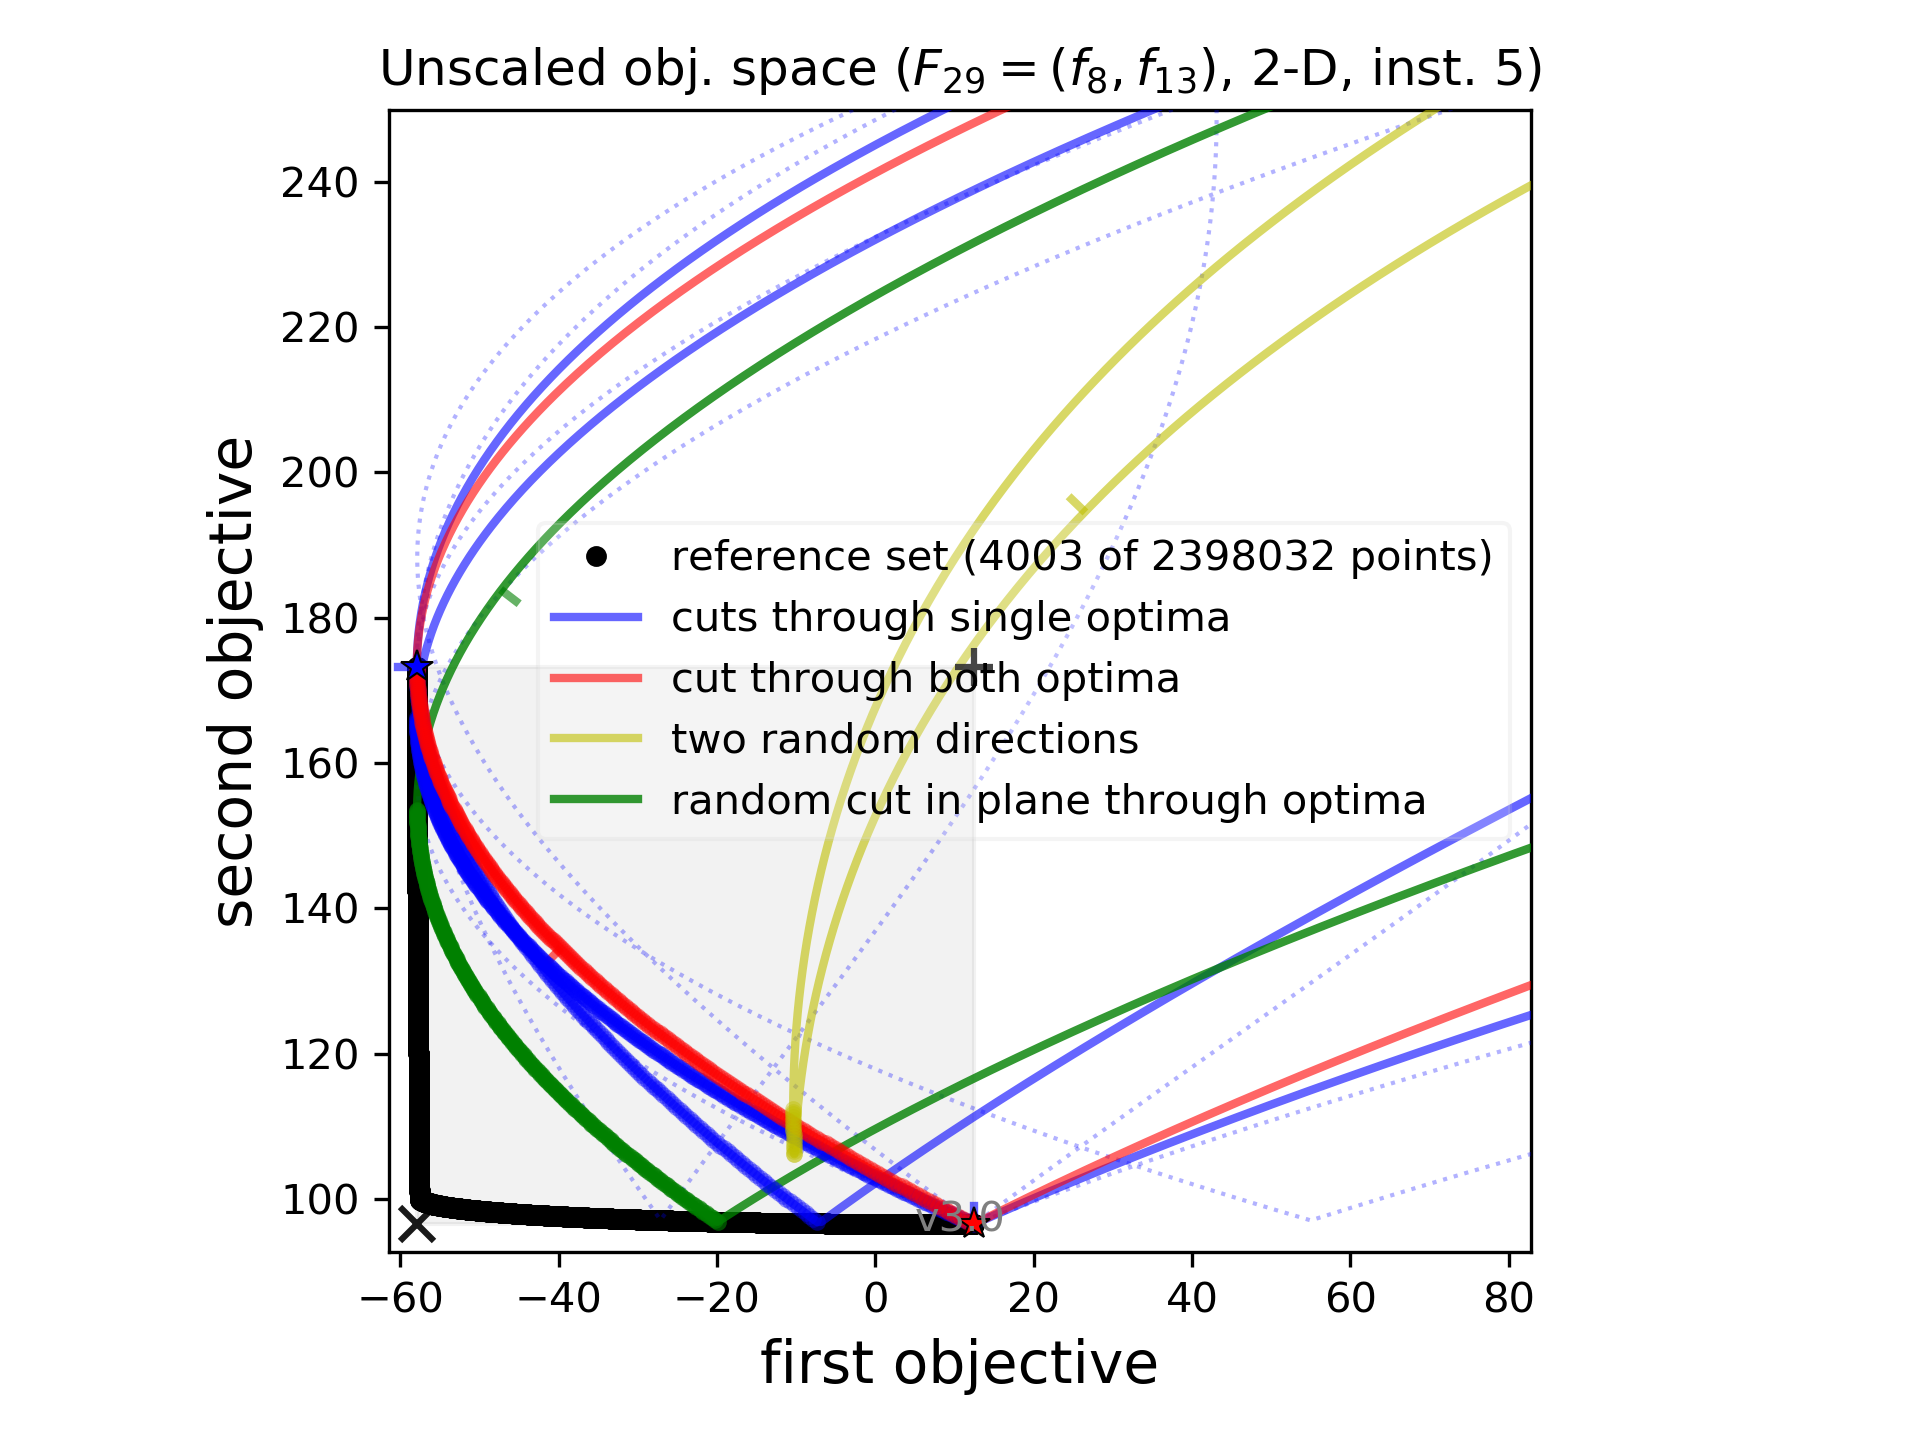 Unscaled obj. space (F₂₉ = (f₈, f₁₃), 2-D, inst. 5)
240
220
200
180
160
140
120
100
second objective
reference set (4003 of 2398032 points)
cuts through single optima
cut through both optima
two random directions
random cut in plane through optima
v3.0
−60 −40 −20 0 20 40 60 80
first objective